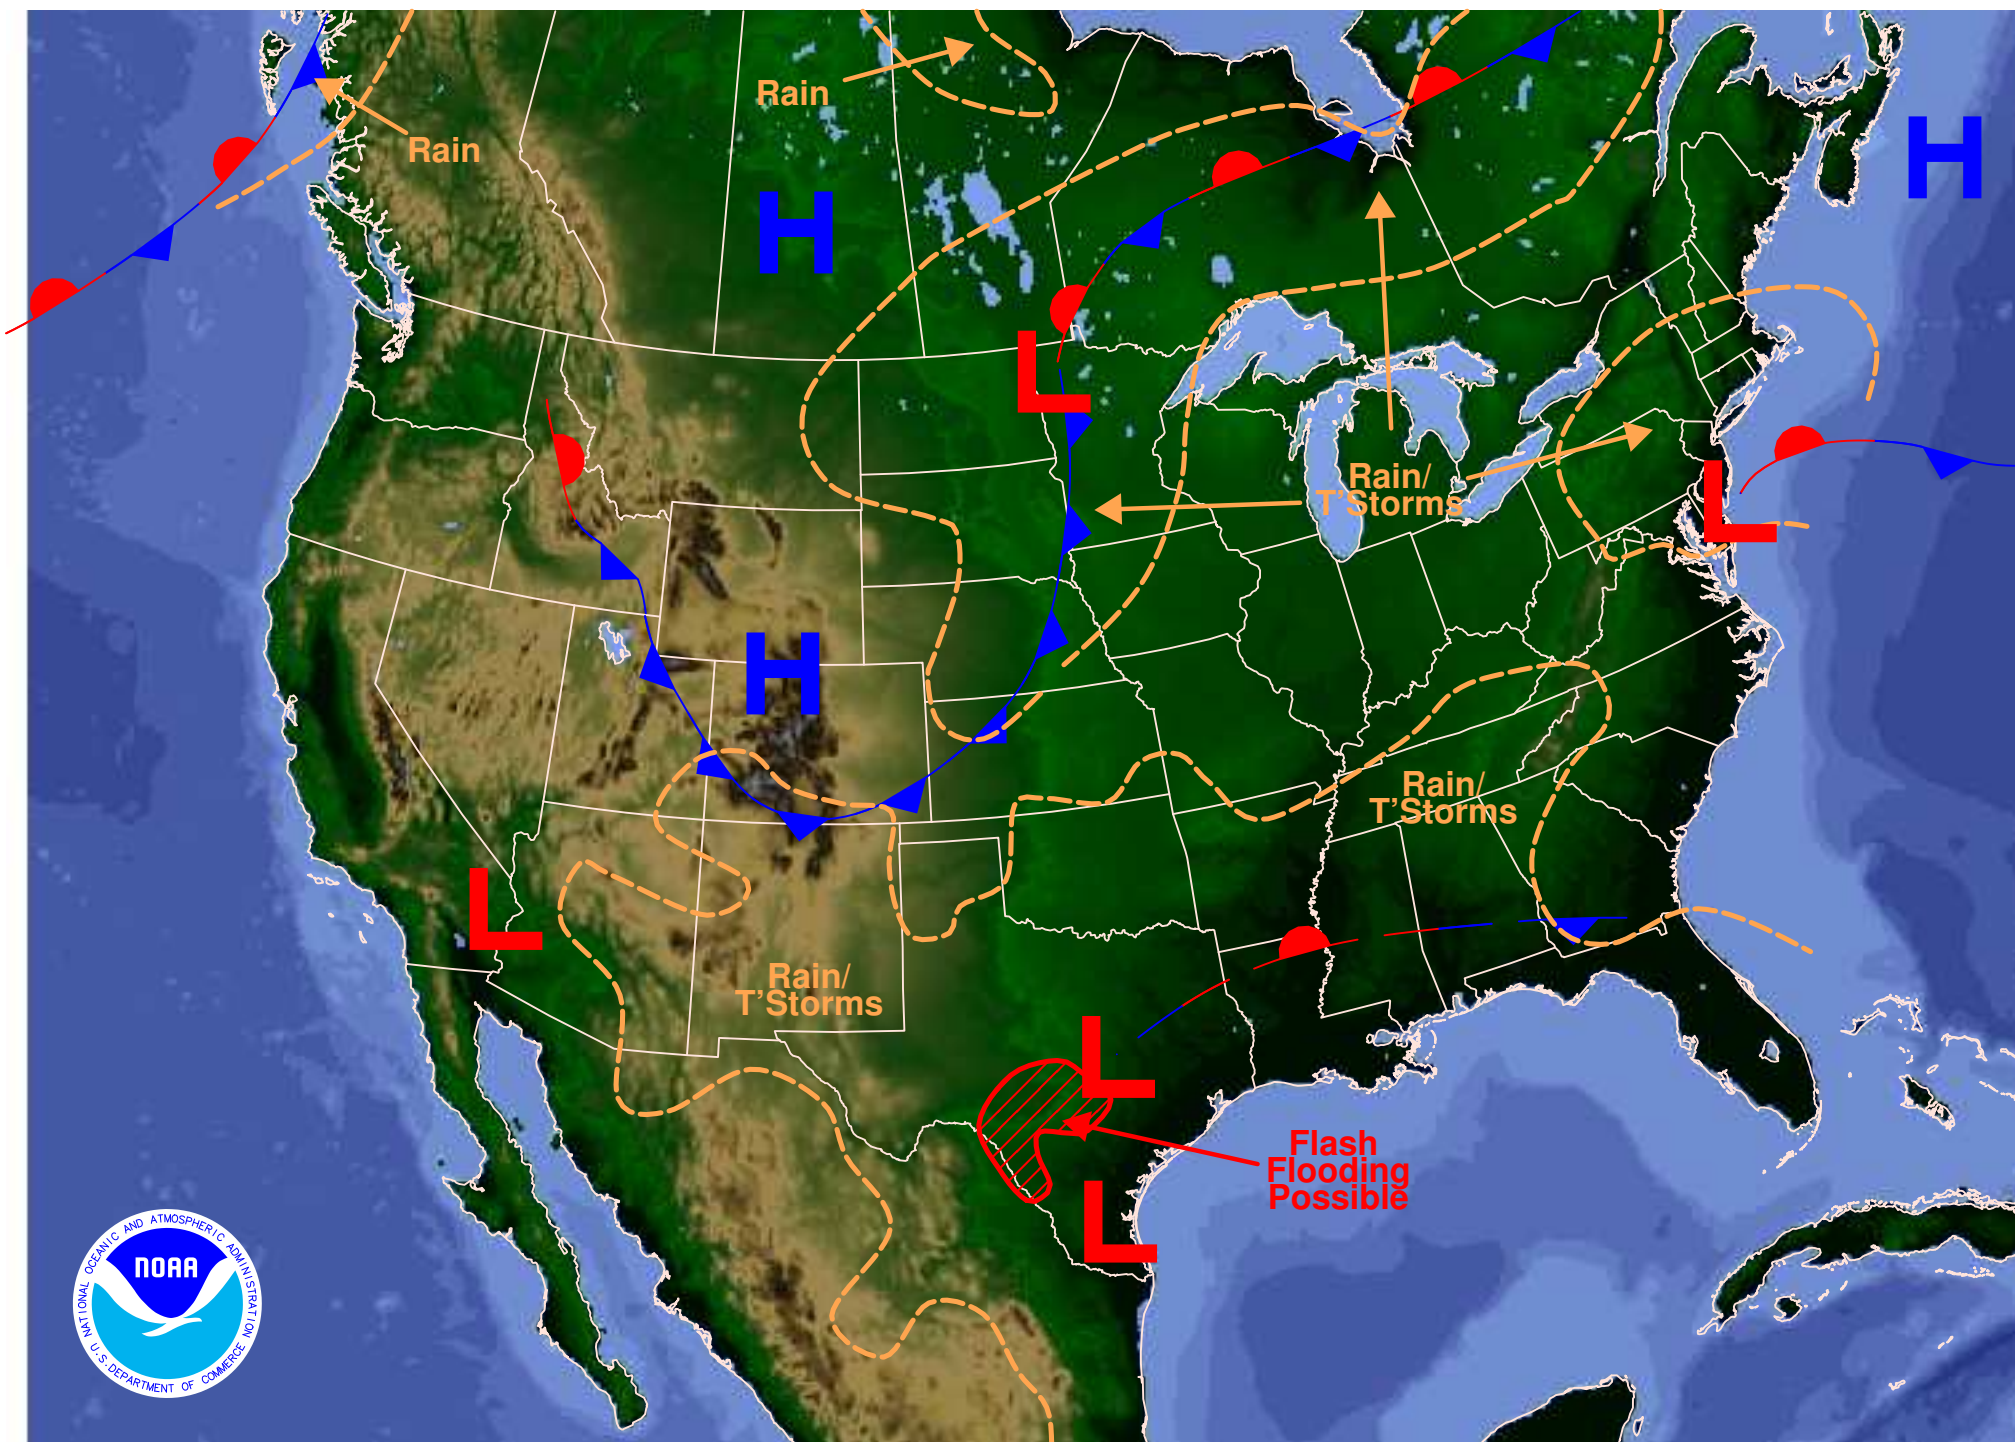 Rain
Rain
H
H
L
Rain/
T'Storms
L
H
Rain/
T'Storms
L
Rain/
T'Storms
L
Flash
Flooding
Possible
L
NATIONAL OCEANIC AND ATMOSPHERIC ADMINISTRATION
NOAA
U.S. DEPARTMENT OF COMMERCE